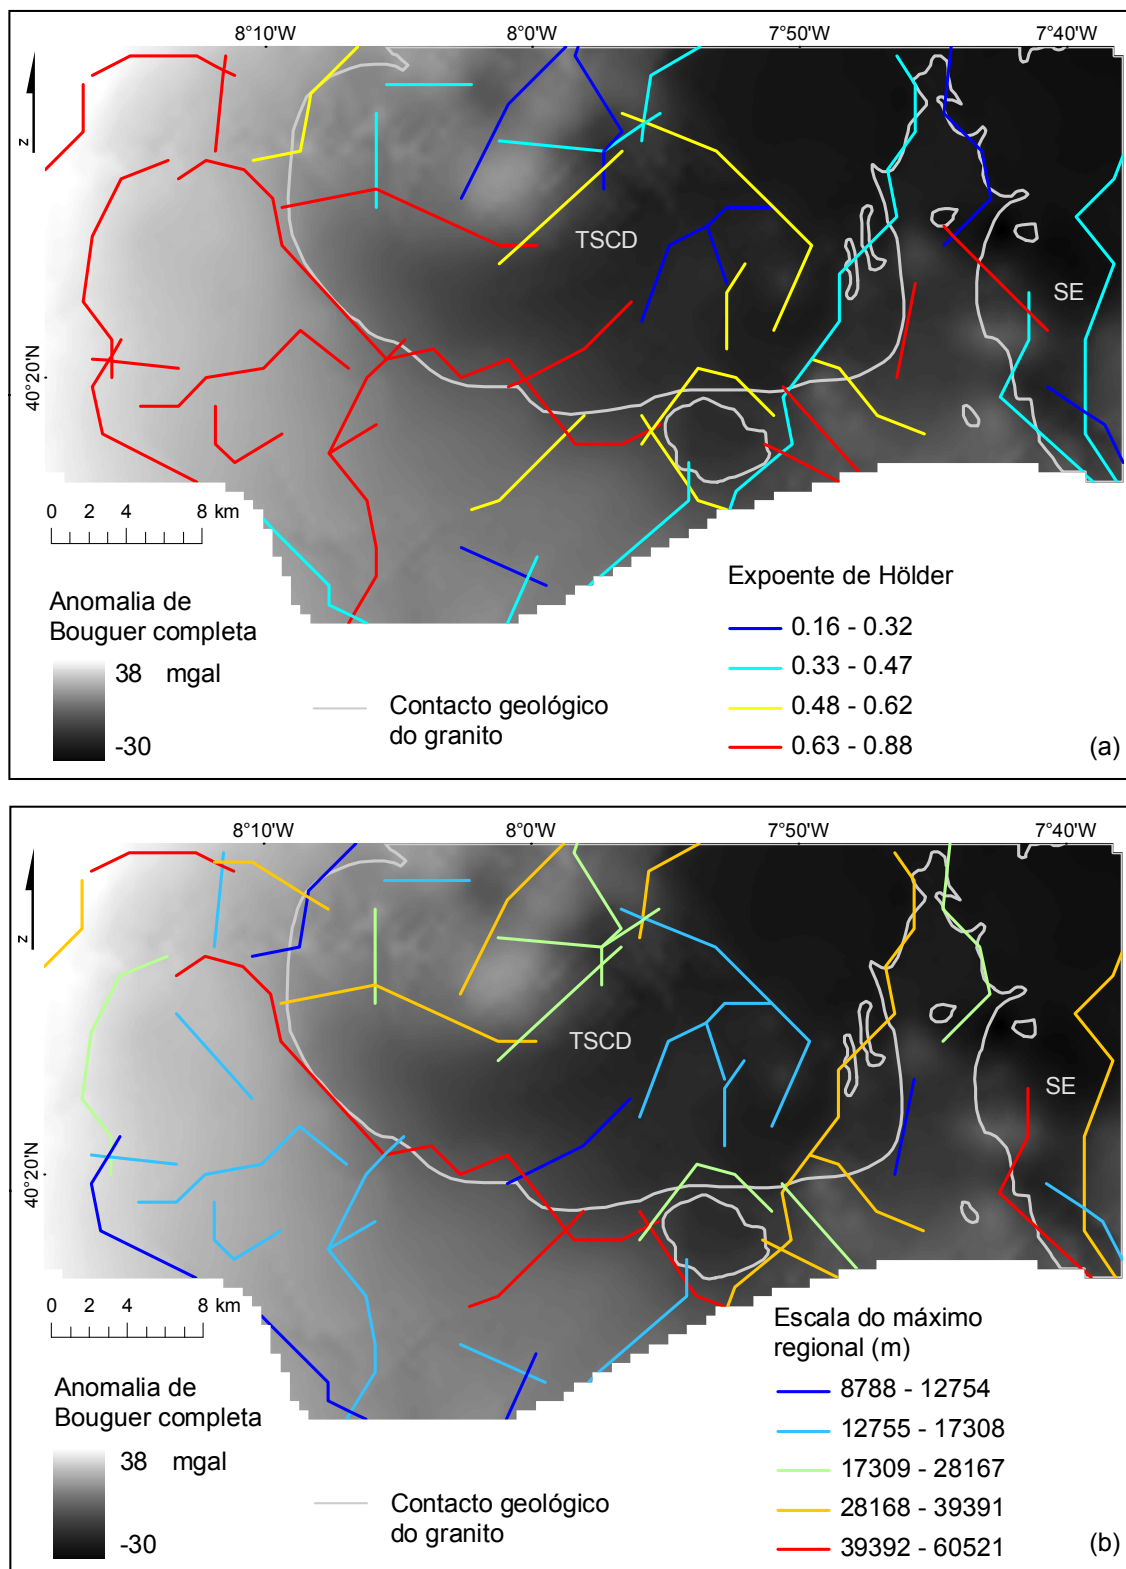 8°10'W 8°0'W 7°50'W 7°40'W
z
TSCD
SE
40°20'N
0 2 4 8 km
Anomalia de
Bouguer completa
38 mgal
-30
Contacto geológico
do granito
Expoente de Hölder
0.16 - 0.32
0.33 - 0.47
0.48 - 0.62
0.63 - 0.88
(a)
8°10'W 8°0'W 7°50'W 7°40'W
z
TSCD
SE
40°20'N
0 2 4 8 km
Anomalia de
Bouguer completa
38 mgal
-30
Contacto geológico
do granito
Escala do máximo
regional (m)
8788 - 12754
12755 - 17308
17309 - 28167
28168 - 39391
39392 - 60521
(b)